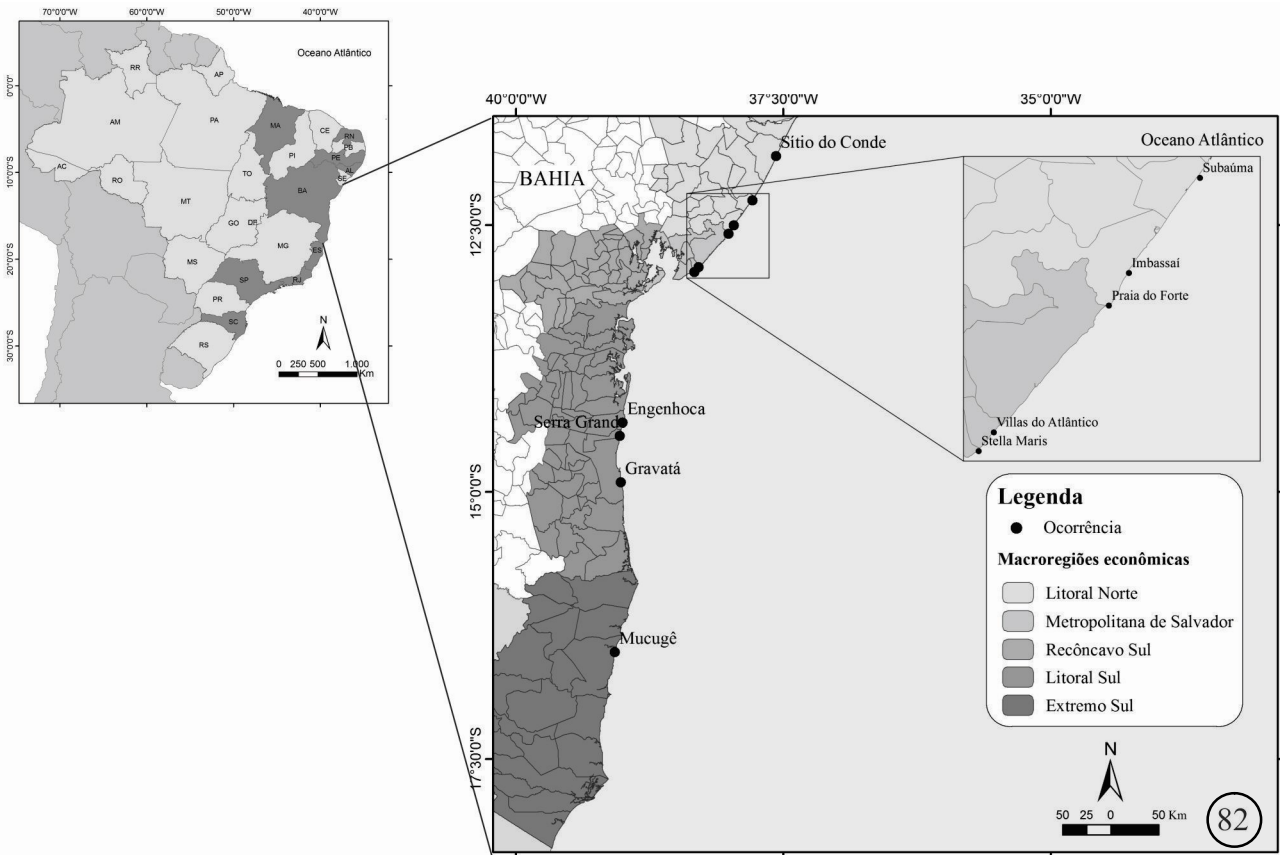 70°0'0"W
60°0'0"W
50°0'0"W
40°0'0"W
Oceano Atlântico
0°0'0"
10°0'0"S
20°0'0"S
30°0'0"S
RR
AP
AM
PA
MA
CE
RN
PB
PI
PE
AL
SE
AC
RO
TO
BA
MT
GO
DF
MG
ES
MS
SP
RJ
PR
SC
RS
N
0 250 500 1.000
Km
40°0'0"W
37°30'0"W
35°0'0"W
12°30'0"S
15°0'0"S
17°30'0"S
BAHIA
Sítio do Conde
Engenhoca
Serra Grand
Gravatá
Mucugê
Oceano Atlântico
Subaúma
Imbassaí
Praia do Forte
Villas do Atlântico
Stella Maris
Legenda
Ocorrência
Macroregiões econômicas
Litoral Norte
Metropolitana de Salvador
Recôncavo Sul
Litoral Sul
Extremo Sul
N
50 25 0 50 Km
82